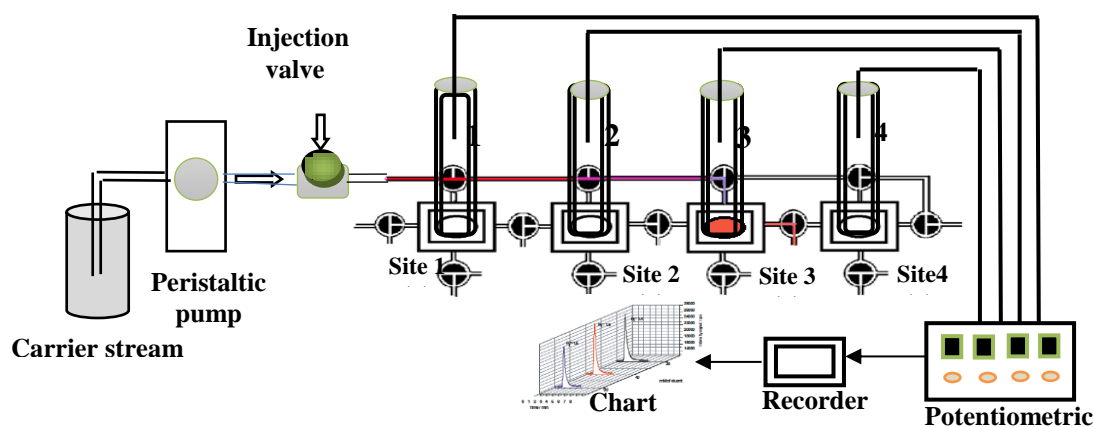 Injection
valve
1
2
3
4
Site 1
Site 2
Site 3
Site4
Peristaltic
pump
Carrier stream
Chart
Recorder
Potentiometric